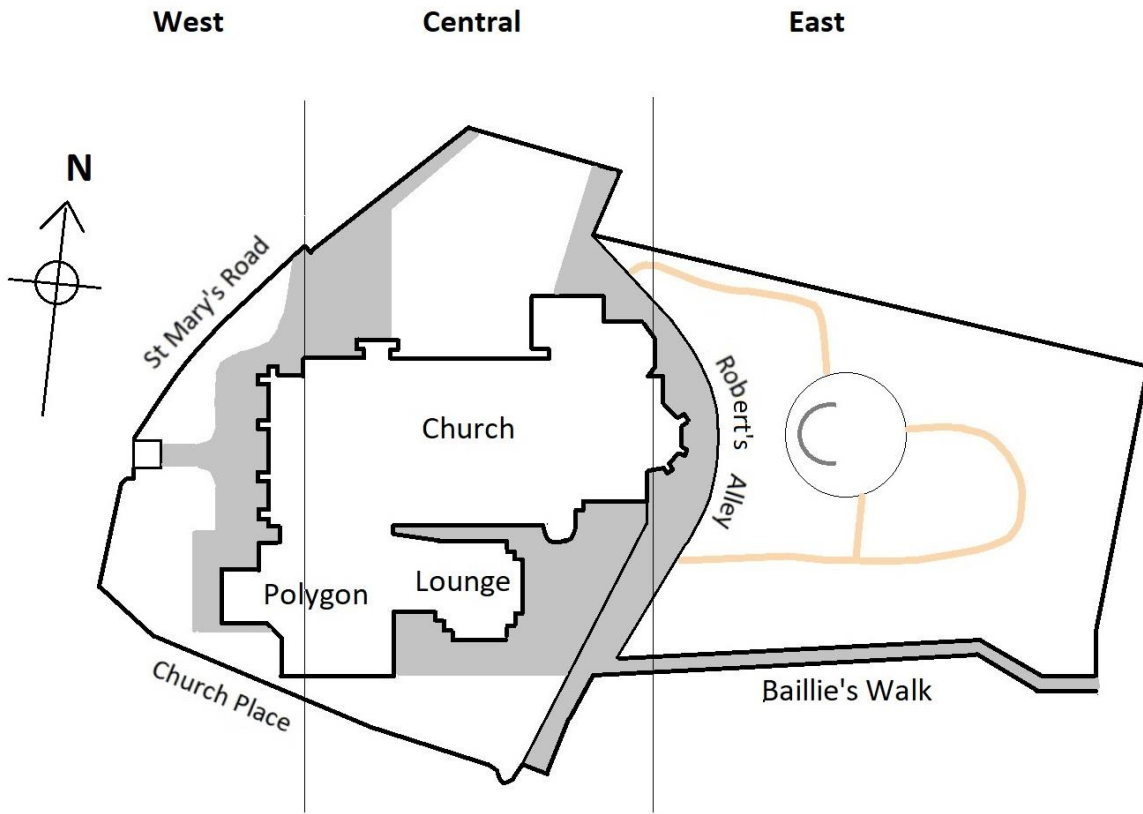 West
Central
East
N
St Mary's Road
Church
Robert's Alley
Polygon
Lounge
Church Place
Baillie's Walk